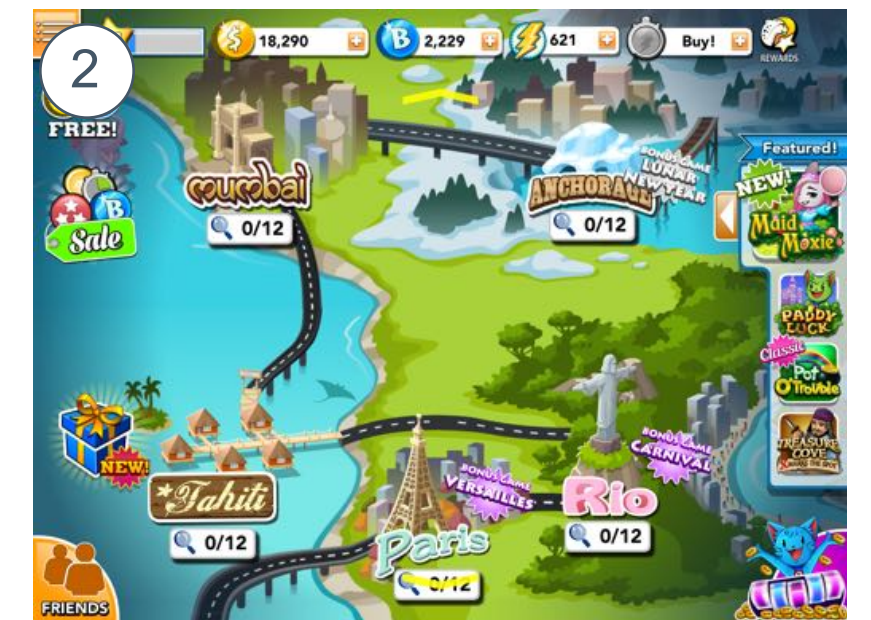 2
18,290
B 2,229
621
Buy!
REWARDS
FREE!
Featured!
mumbai
0/12
ANCHORAGE
BONUS GAME
LUNAR
NEW YEAR
0/12
NEW!
Maid
Moxie
B
Sale
PADDY
LUCK
Classic
Pot
O'Trouble
NEW!
TREASURE
COVE
BONUS GAME
CARNIVAL
BONUS GAME
VERSAILLES
Tahiti
0/12
Rio
0/12
Paris
0/12
FRIENDS